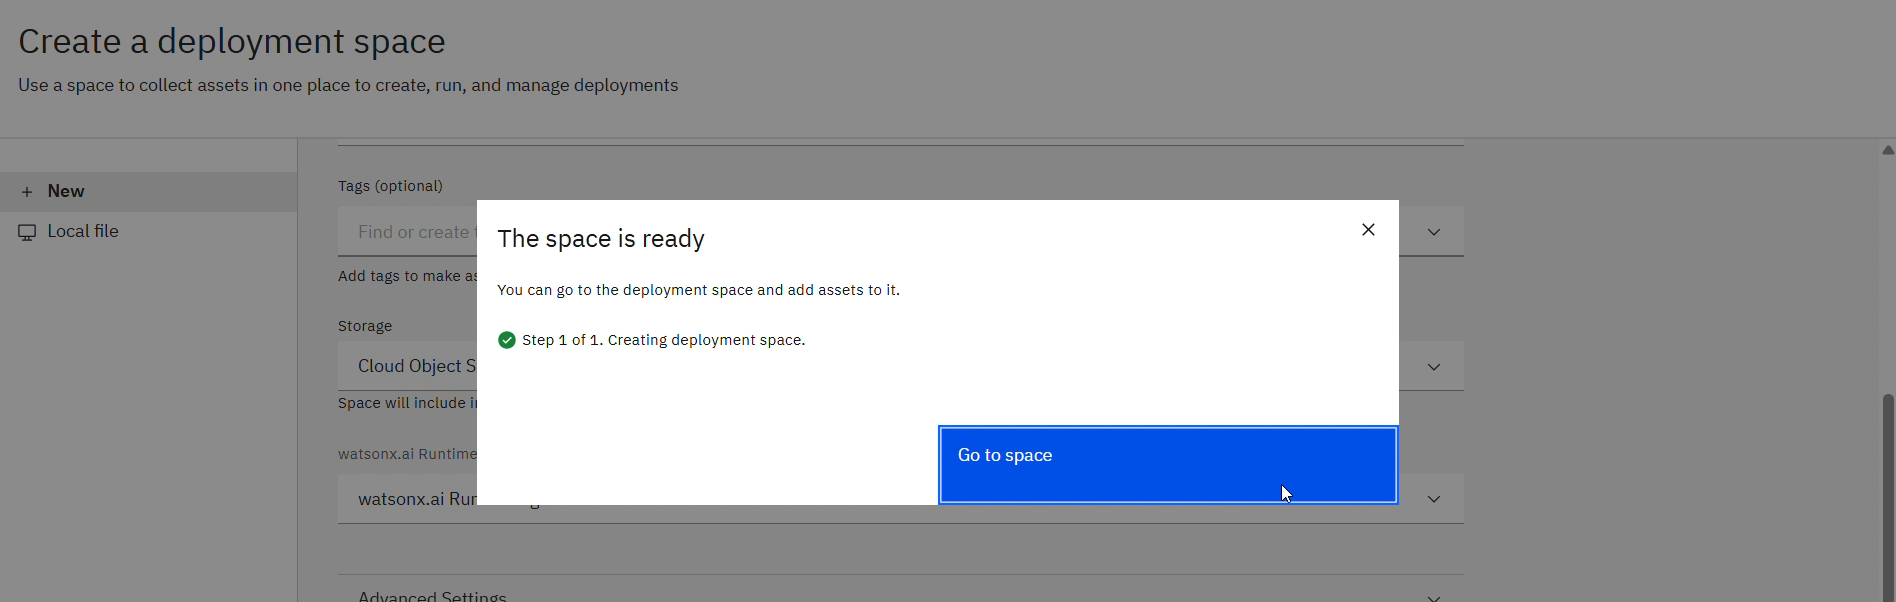 Create a deployment space
Use a space to collect assets in one place to create, run, and manage deployments
New
Local file
Tags (optional)
Find or create
Add tags to make as
Storage
Cloud Object S
Space will include
watsonx.ai Runtime
watsonx.ai Run
Advanced Settings
The space is ready
You can go to the deployment space and add assets to it.
Step 1 of 1. Creating deployment space.
Go to space